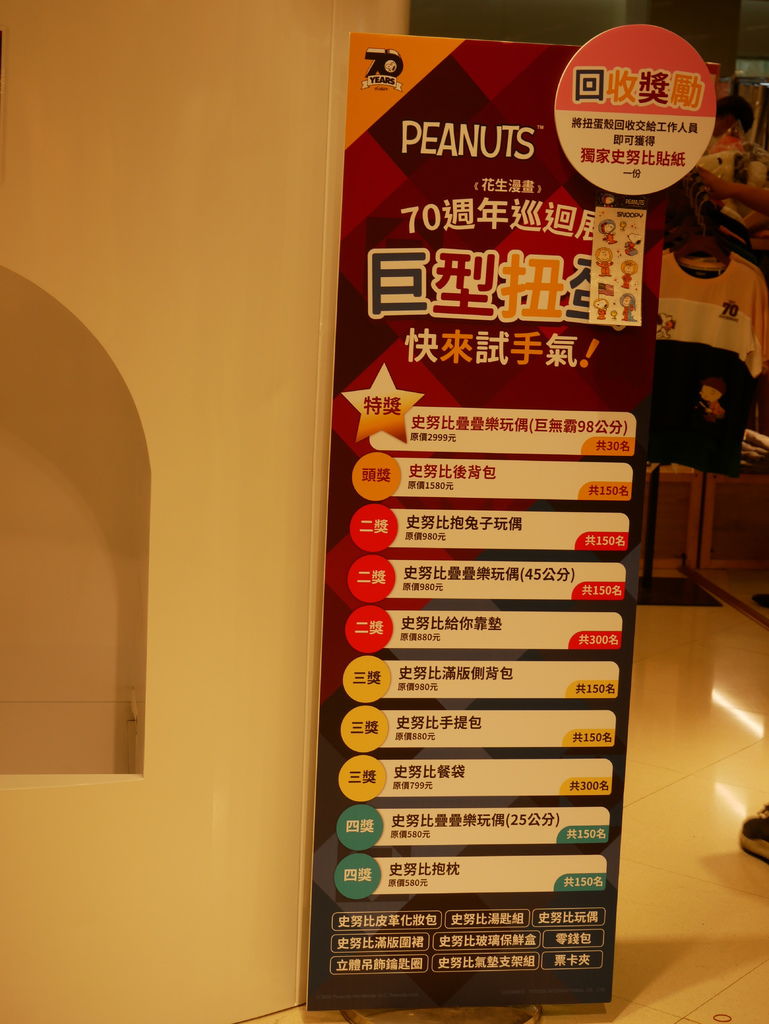 70
YEARS
PEANUTS™
《花生漫畫》
70週年巡迴展
巨型扭蛋
快來試手氣!
回收獎勵
將扭蛋殼回收交給工作人員
即可獲得
獨家史努比貼紙
一份
PEANUTS
SNOOPY
70
特獎
史努比疊疊樂玩偶(巨無霸98公分)
原價2999元
共30名
頭獎
史努比後背包
原價1580元
共150名
二獎
史努比抱兔子玩偶
原價980元
共150名
二獎
史努比疊疊樂玩偶(45公分)
原價980元
共150名
二獎
史努比給你靠墊
原價880元
共300名
三獎
史努比滿版側背包
原價980元
共150名
三獎
史努比手提包
原價880元
共150名
三獎
史努比餐袋
原價799元
共300名
四獎
史努比疊疊樂玩偶(25公分)
原價580元
共150名
四獎
史努比抱枕
原價580元
共150名
史努比皮革化妝包 史努比湯匙組 史努比玩偶
史努比滿版圍裙 史努比玻璃保鮮盒 零錢包
立體吊飾鑰匙圈 史努比氣墊支架組 票卡夾